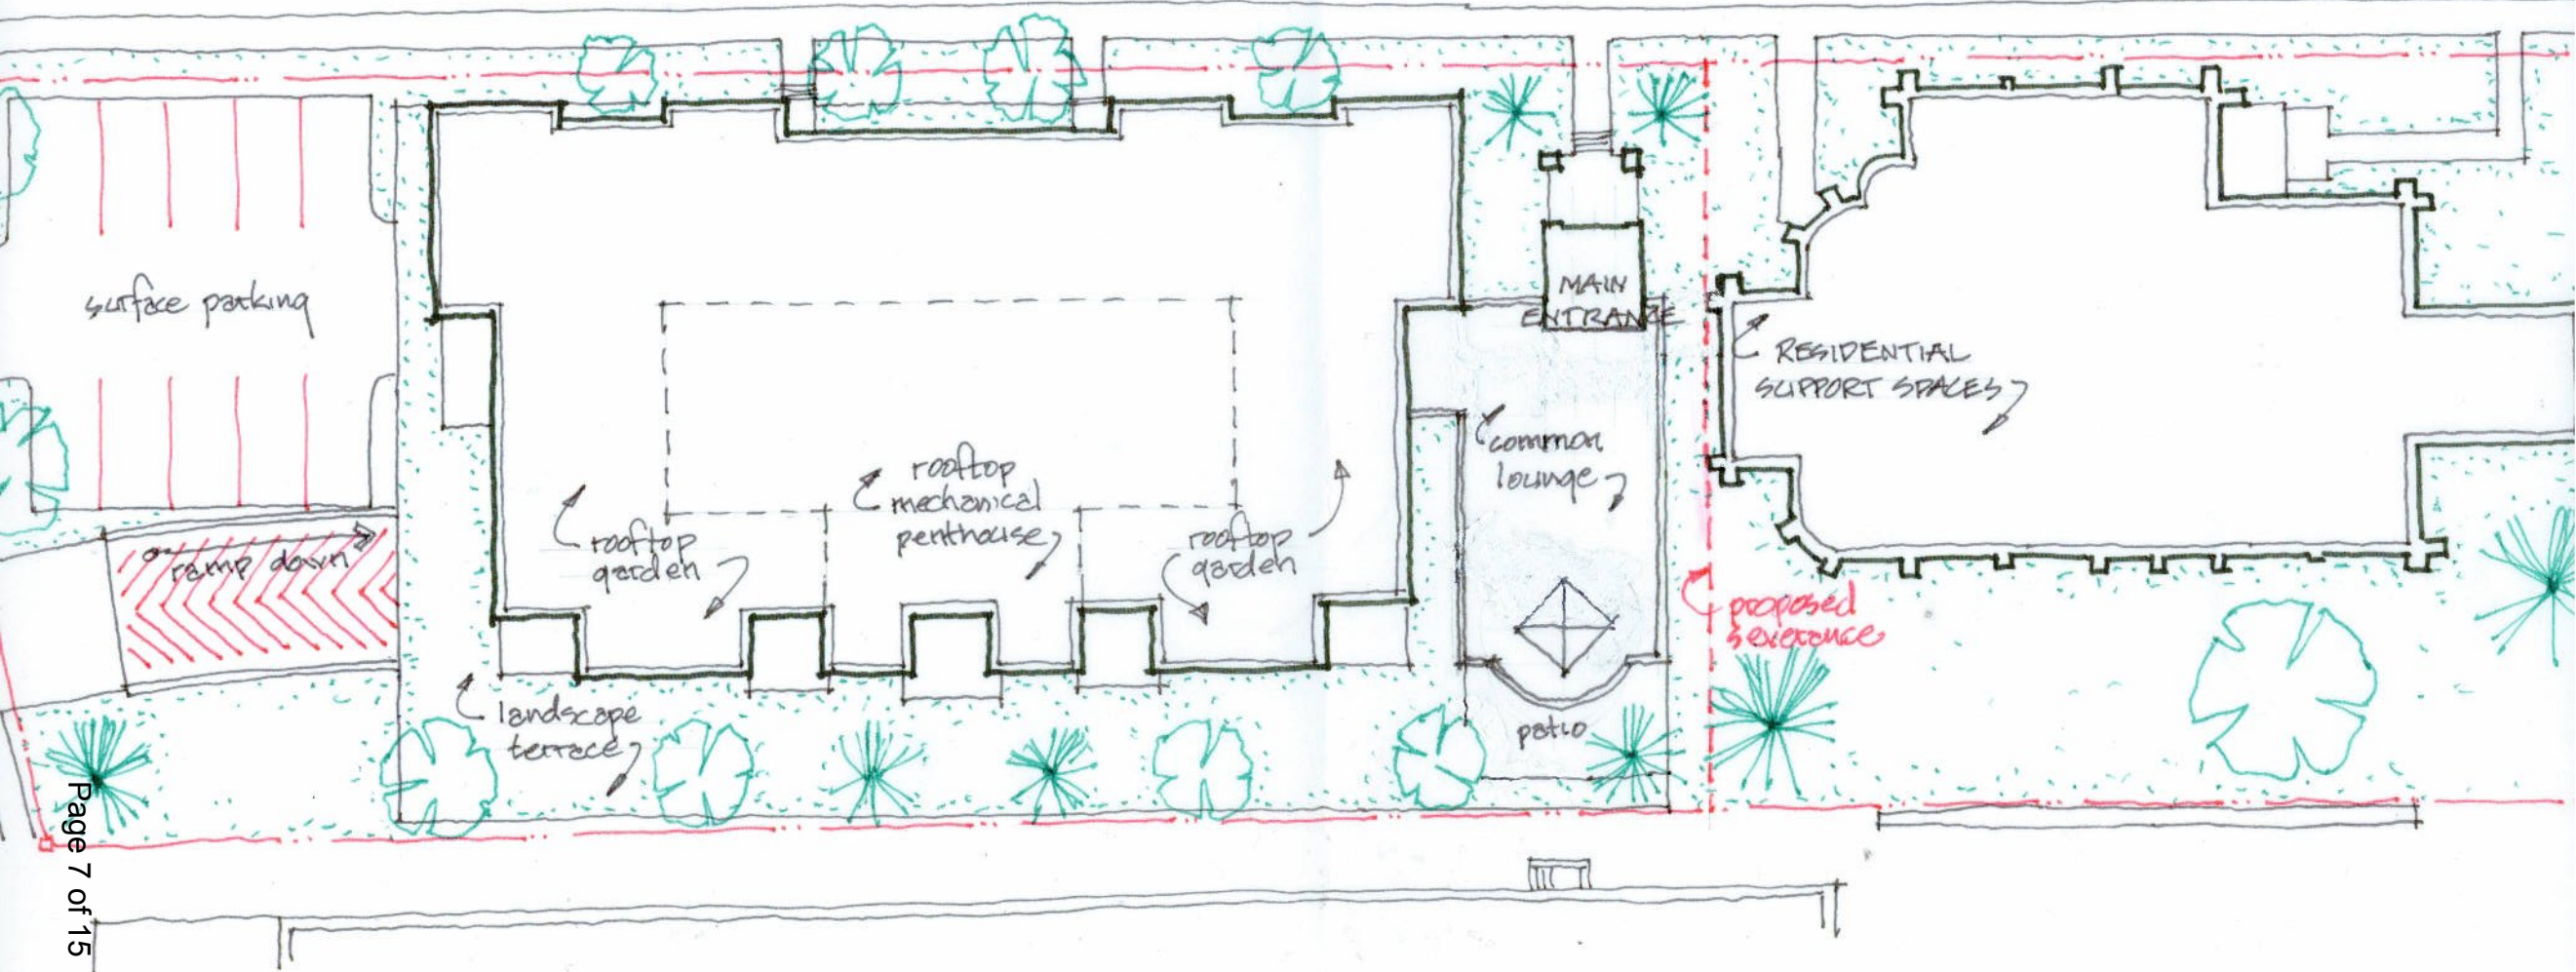 surface parking
ramp down
rooftop
garden
rooftop
mechanical
penthouse
rooftop
garden
landscape
terrace
MAIN
ENTRANCE
common
lounge
patio
RESIDENTIAL
SUPPORT SPACES
proposed
severance
Page 7 of 15